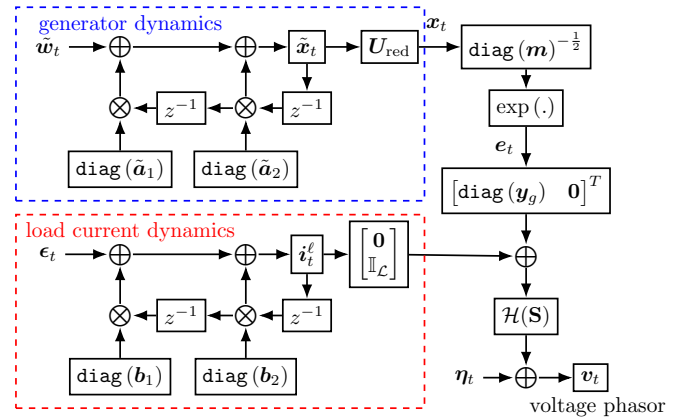 generator dynamics
x_t
w̃_t
x̃_t
U_red
diag (m)^{-1/2}
z^{-1}
z^{-1}
exp (.)
diag (ã_1)
diag (ã_2)
e_t
[diag (y_g) 0]^T
load current dynamics
ϵ_t
i_t^ℓ
[0
𝕀_ℒ]
z^{-1}
z^{-1}
ℋ(S)
diag (b_1)
diag (b_2)
η_t
v_t
voltage phasor